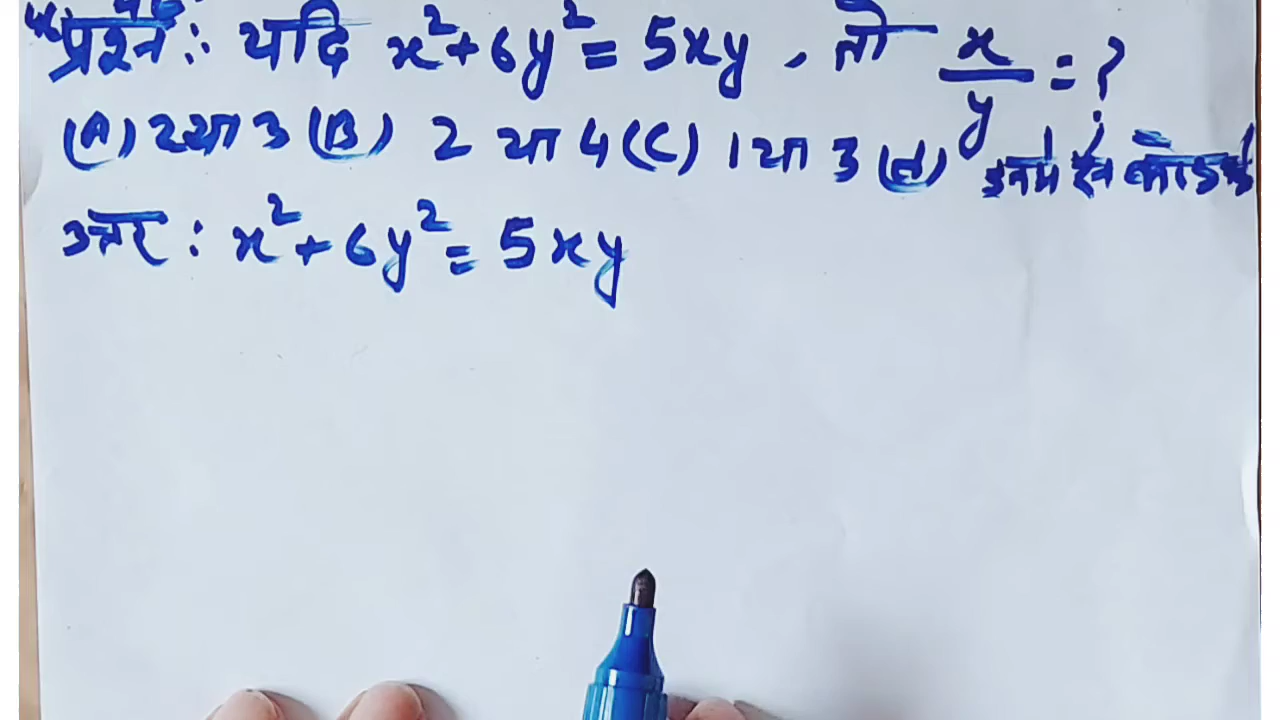 प्रश्न: यदि x²+6y² = 5xy, तो x/y = ?
(A) 2 या 3 (B) 2 या 4 (C) 1 या 3 (d) इनमें से कोई नहीं
उत्तर: x²+6y² = 5xy